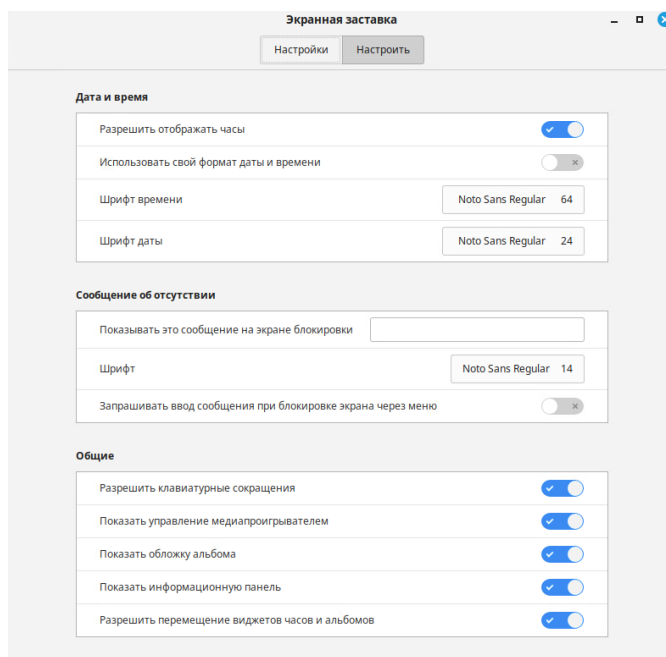 Экранная заставка
Настройки Настроить
Дата и время
Разрешить отображать часы
Использовать свой формат даты и времени
Шрифт времени Noto Sans Regular 64
Шрифт даты Noto Sans Regular 24
Сообщение об отсутствии
Показывать это сообщение на экране блокировки
Шрифт Noto Sans Regular 14
Запрашивать ввод сообщения при блокировке экрана через меню
Общие
Разрешить клавиатурные сокращения
Показать управление медиапроигрывателем
Показать обложку альбома
Показать информационную панель
Разрешить перемещение виджетов часов и альбомов